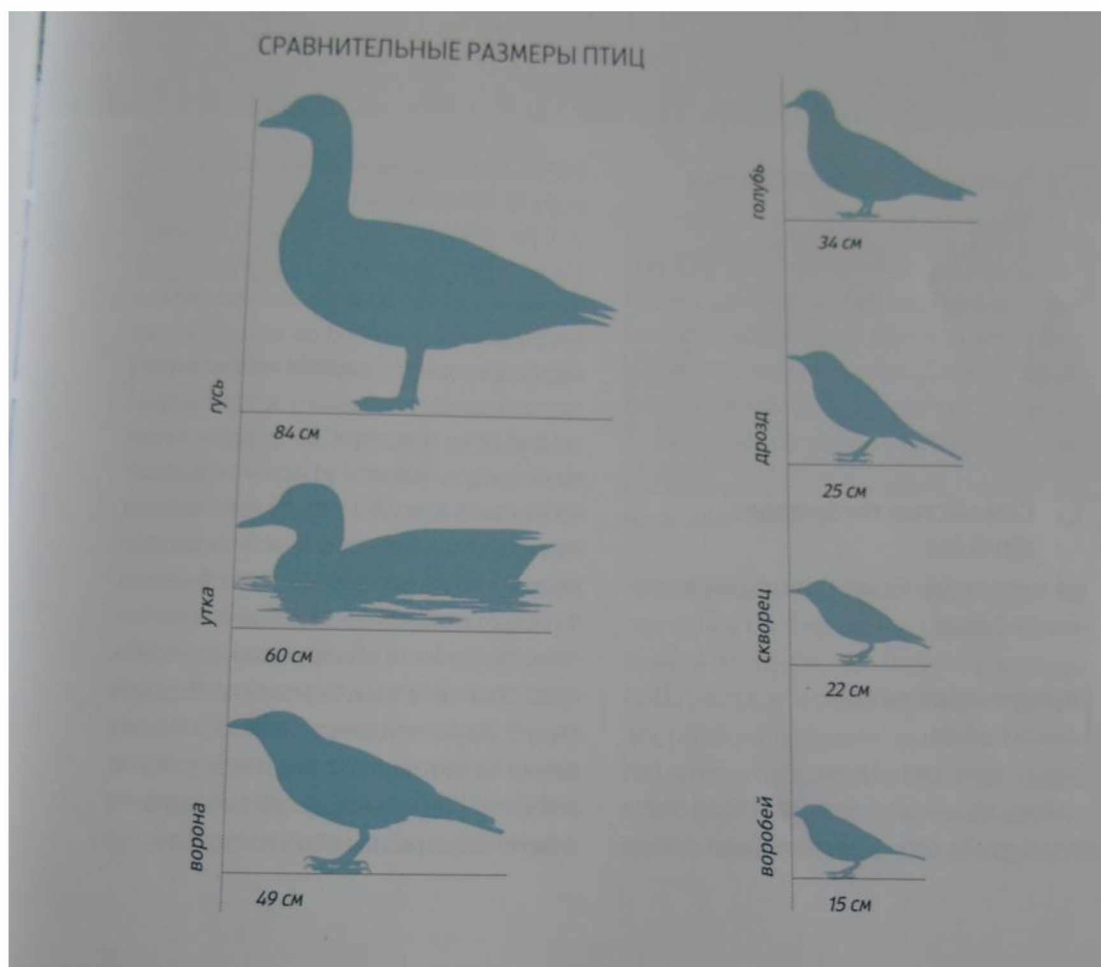 СРАВНИТЕЛЬНЫЕ РАЗМЕРЫ ПТИЦ
гусь
84 см
утка
60 см
ворона
49 см
голубь
34 см
дрозд
25 см
скворец
22 см
воробей
15 см